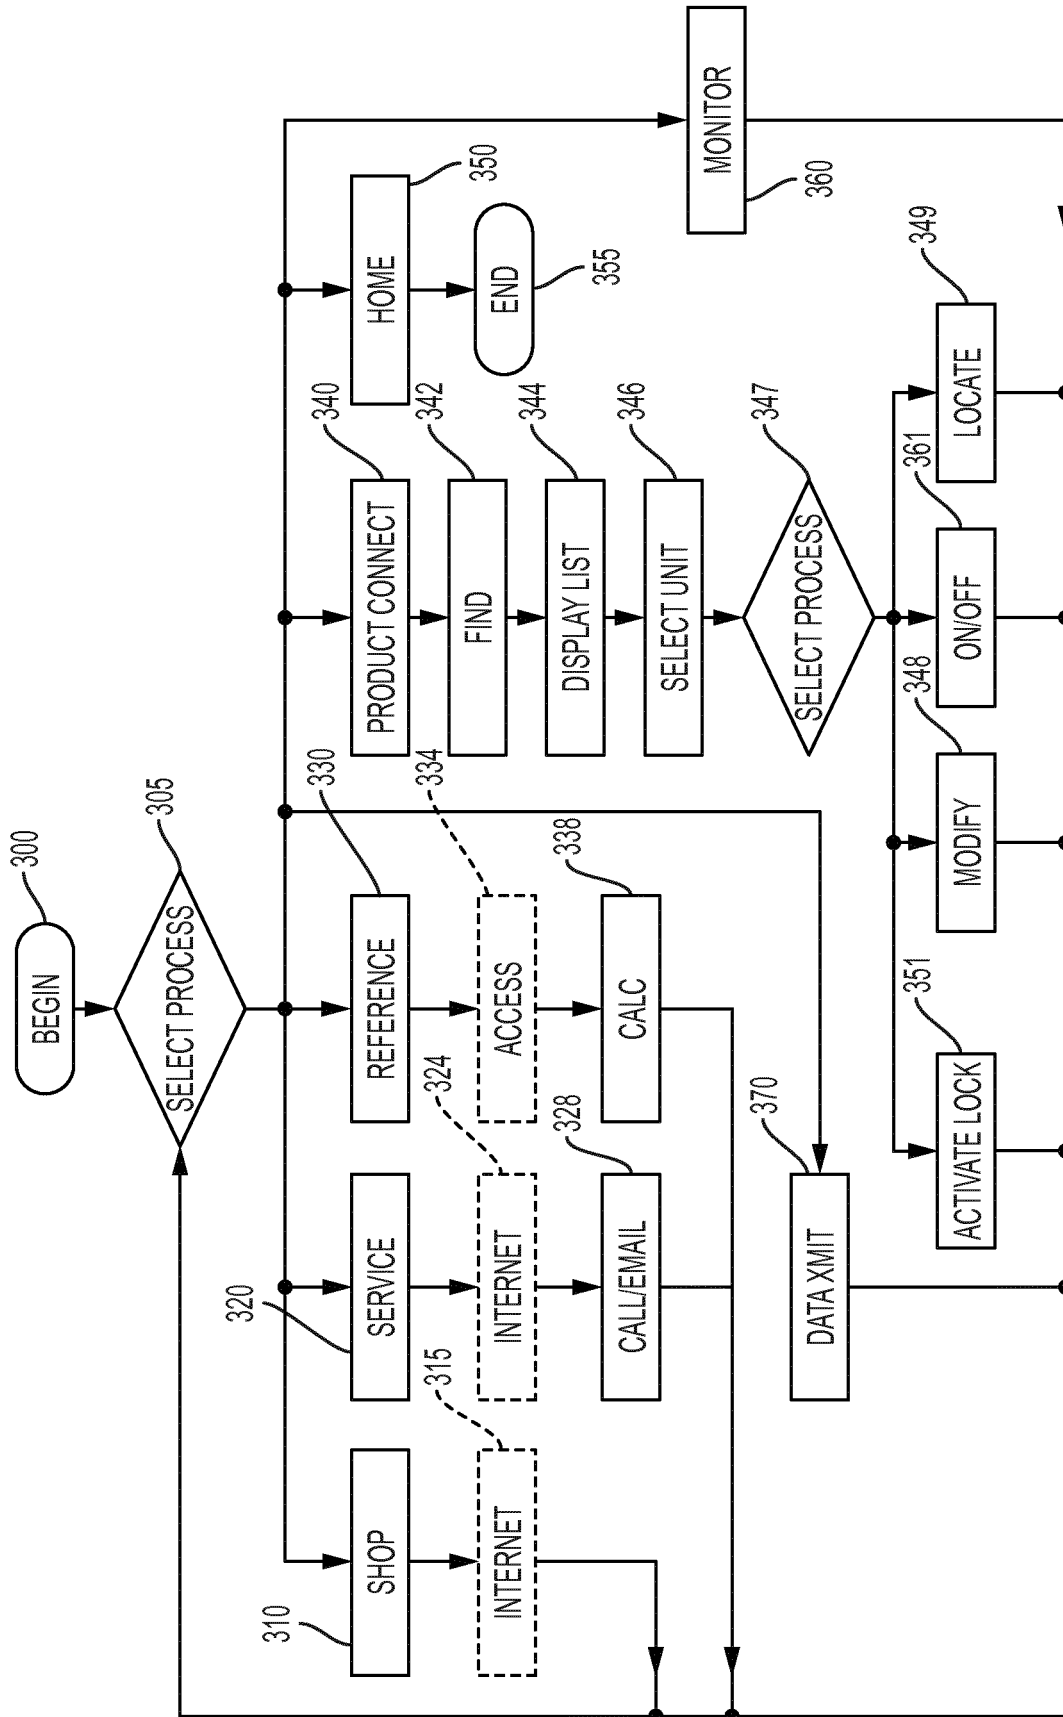 BEGIN
300
SELECT PROCESS
305
SHOP
310
INTERNET
315
SERVICE
320
INTERNET
324
CALL/EMAIL
328
REFERENCE
330
ACCESS
334
CALC
338
DATA XMIT
370
PRODUCT CONNECT
340
FIND
342
DISPLAY LIST
344
SELECT UNIT
346
SELECT PROCESS
347
ACTIVATE LOCK
351
MODIFY
348
ON/OFF
361
LOCATE
349
HOME
350
END
355
MONITOR
360